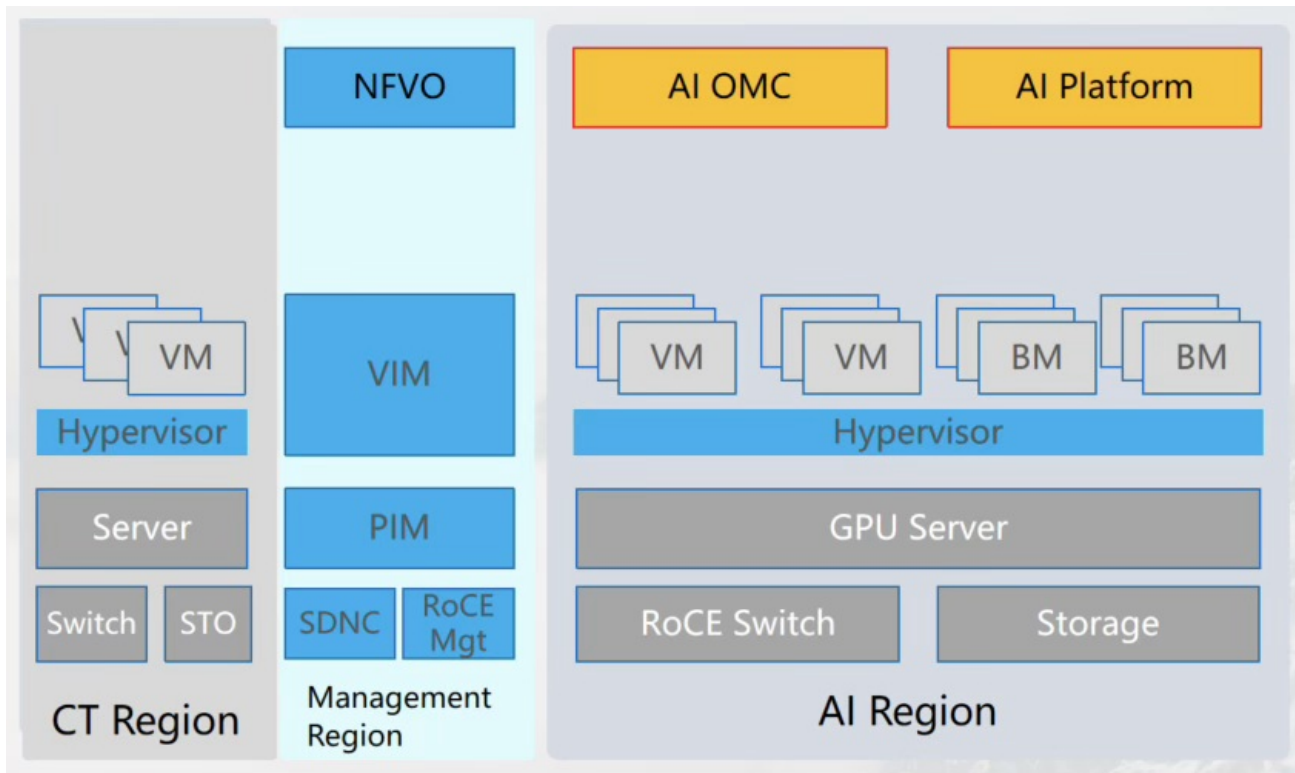 NFVO
AI OMC
AI Platform
V
V
VM
VIM
VM
VM
BM
BM
Hypervisor
Hypervisor
Server
PIM
GPU Server
Switch
STO
SDNC
RoCE
Mgt
RoCE Switch
Storage
CT Region
Management
Region
AI Region